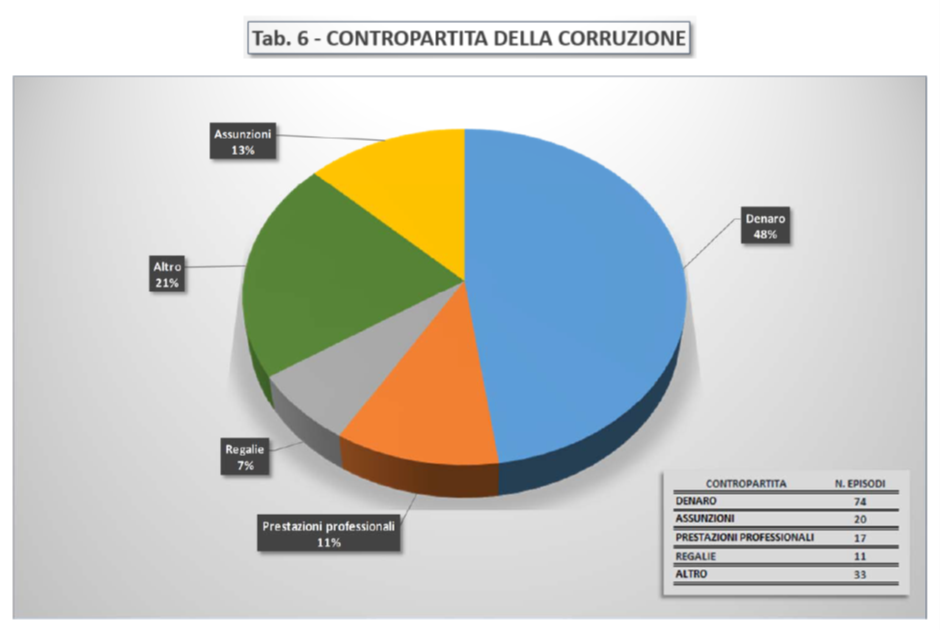 Tab. 6 - CONTROPARTITA DELLA CORRUZIONE
Assunzioni
13%
Denaro
48%
Altro
21%
Regalie
7%
Prestazioni professionali
11%
CONTROPARTITA N. EPISODI
DENARO 74
ASSUNZIONI 20
PRESTAZIONI PROFESSIONALI 17
REGALIE 11
ALTRO 33